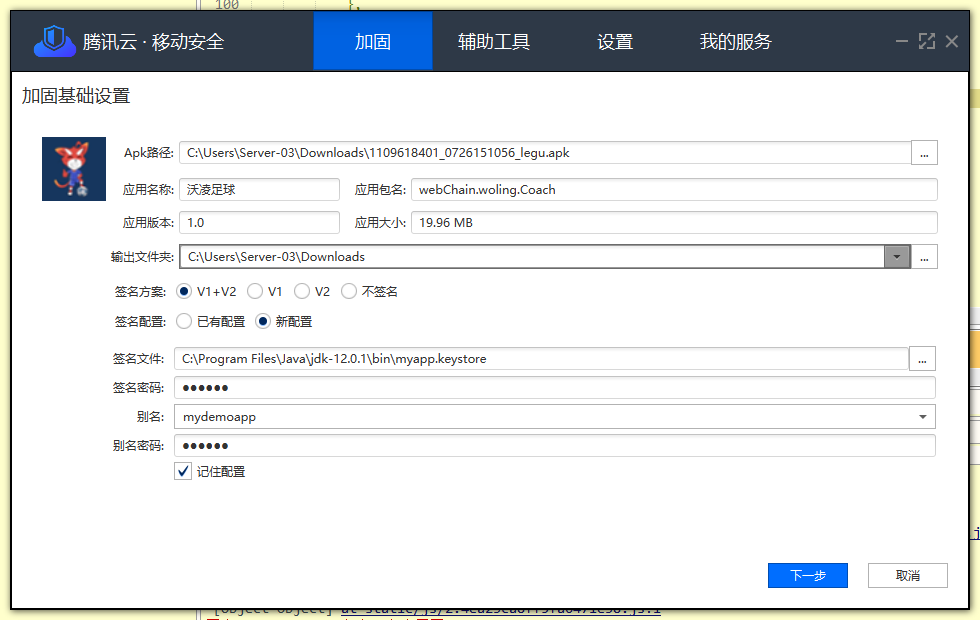 100 },
腾讯云 · 移动安全 加固 辅助工具 设置 我的服务
加固基础设置
Apk路径: C:\Users\Server-03\Downloads\1109618401_0726151056_legu.apk ...
应用名称: 沃凌足球 应用包名: webChain.woling.Coach
应用版本: 1.0 应用大小: 19.96 MB
输出文件夹: C:\Users\Server-03\Downloads ...
签名方案: V1+V2 V1 V2 不签名
签名配置: 已有配置 新配置
签名文件: C:\Program Files\Java\jdk-12.0.1\bin\myapp.keystore ...
签名密码: ●●●●●●
别名: mydemoapp
别名密码: ●●●●●●
记住配置
下一步 取消